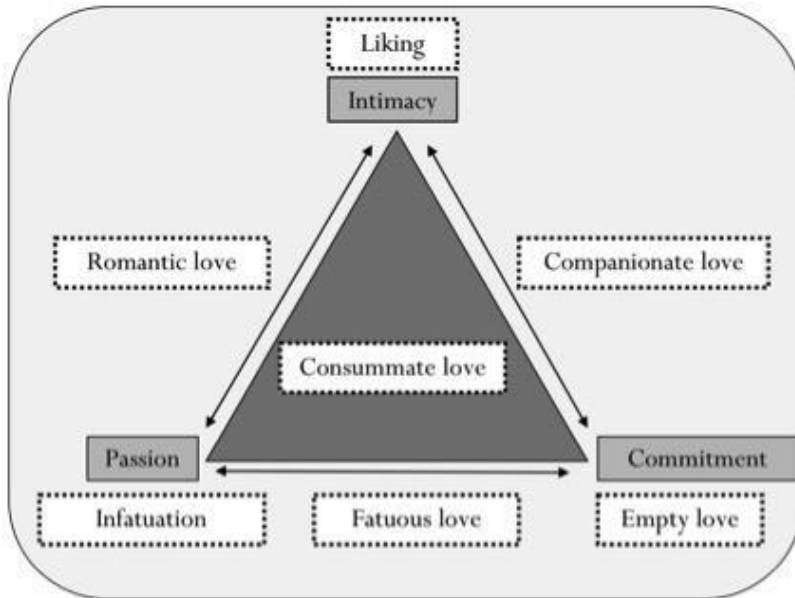 Liking
Intimacy
Romantic love
Companionate love
Consummate love
Passion
Commitment
Infatuation
Fatuous love
Empty love